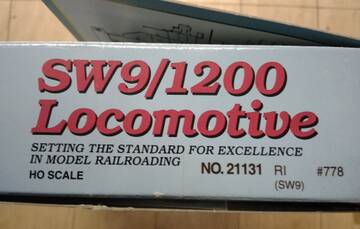 SW9/1200
Locomotive
SETTING THE STANDARD FOR EXCELLENCE
IN MODEL RAILROADING
HO SCALE NO. 21131 RI #778
(SW9)